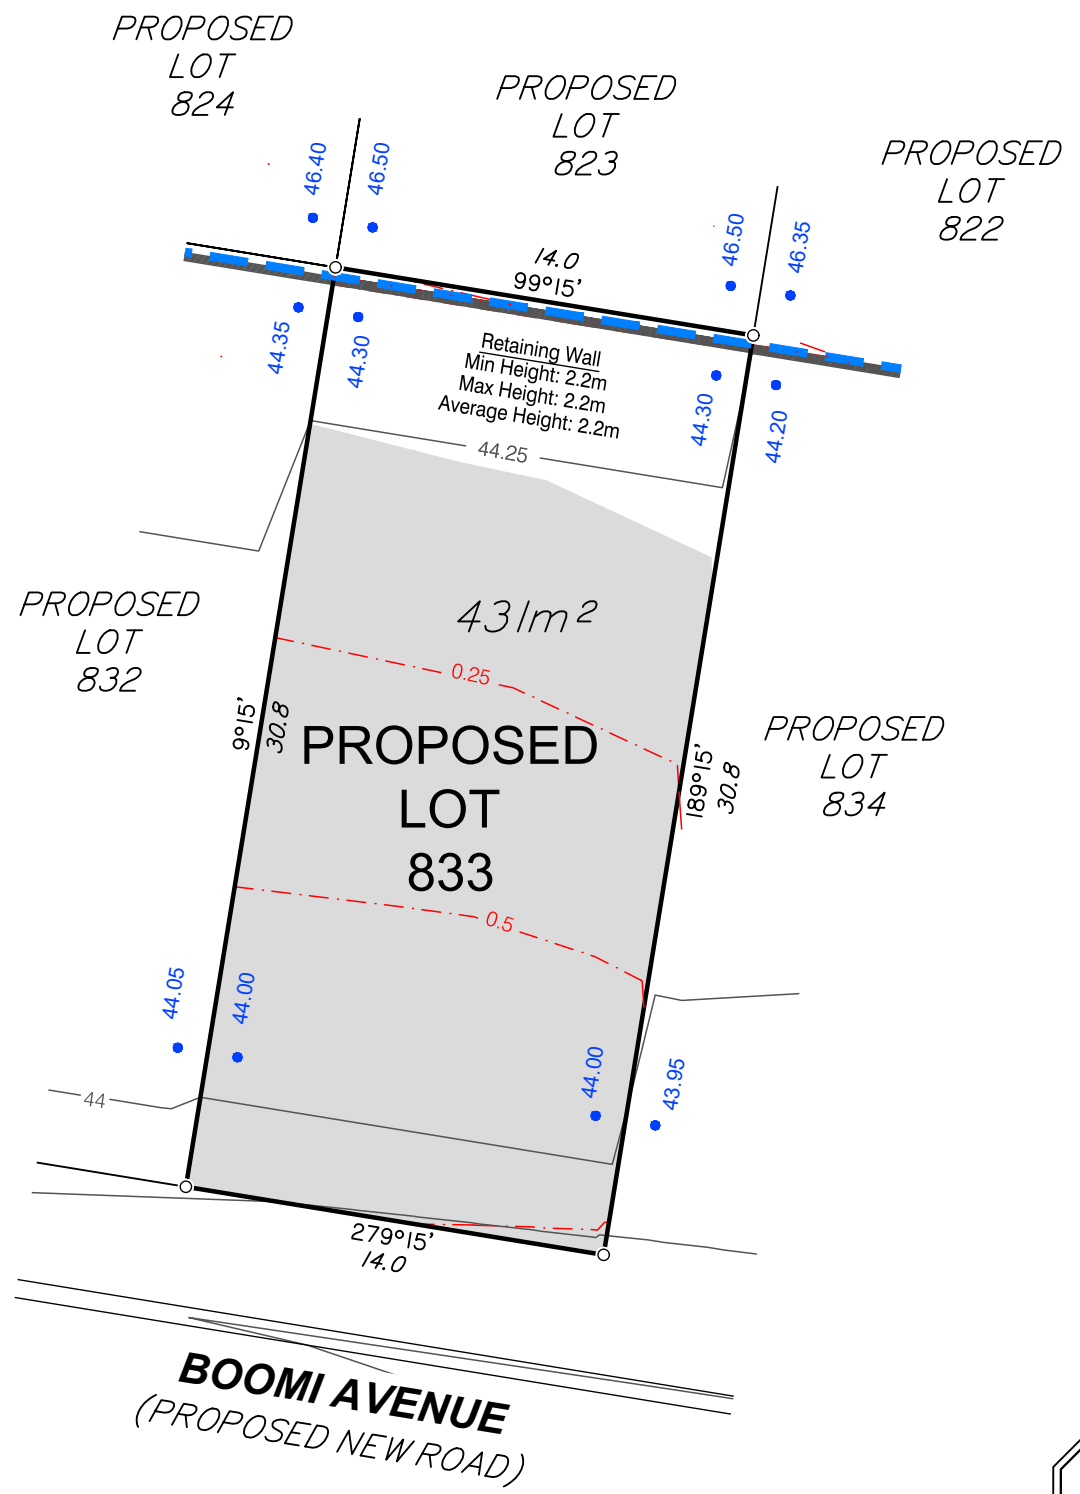 PROPOSED
LOT
824
PROPOSED
LOT
823
PROPOSED
LOT
822
46.40
46.50
46.50
46.35
14.0
99°15'
44.35
44.30
Retaining Wall
Min Height: 2.2m
Max Height: 2.2m
Average Height: 2.2m
44.30
44.20
44.25
431m²
PROPOSED
LOT
832
0.25
9°15'
30.8
PROPOSED
LOT
833
189°15'
30.8
PROPOSED
LOT
834
0.5
44.05
44.00
44.00
43.95
44
279°15'
14.0
BOOMI AVENUE
(PROPOSED NEW ROAD)